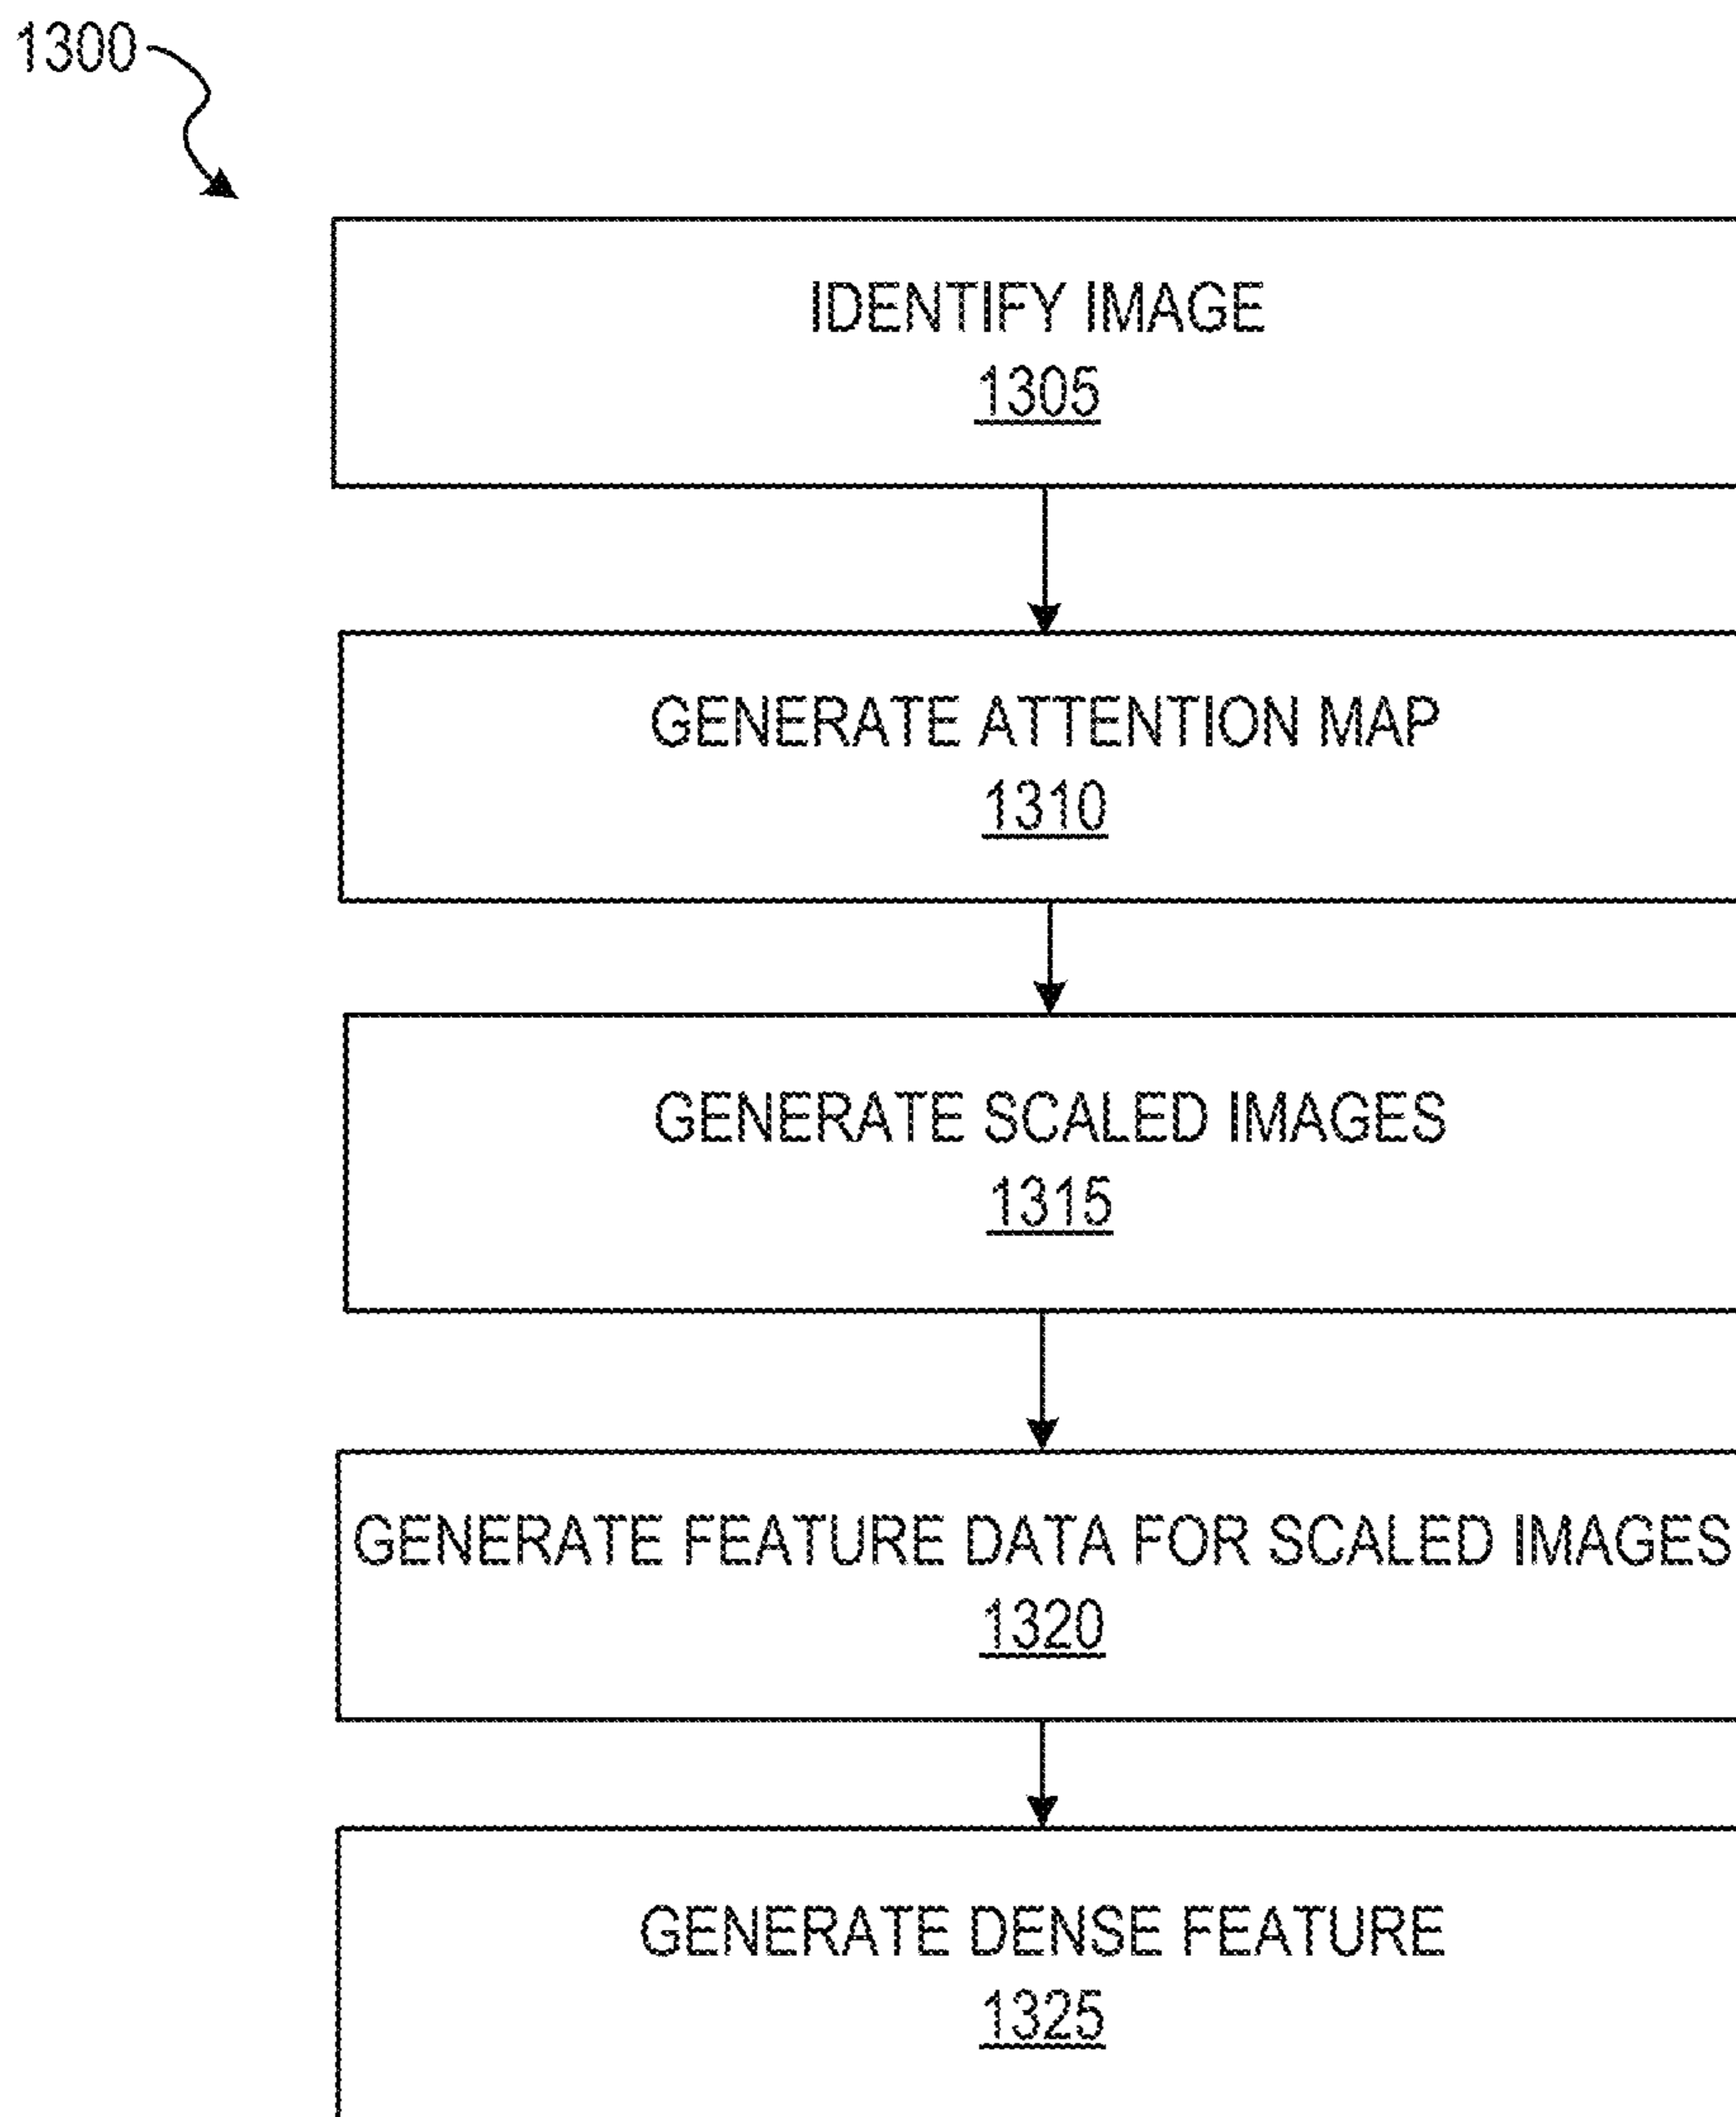 1300
IDENTIFY IMAGE
1305
GENERATE ATTENTION MAP
1310
GENERATE SCALED IMAGES
1315
GENERATE FEATURE DATA FOR SCALED IMAGES
1320
GENERATE DENSE FEATURE
1325